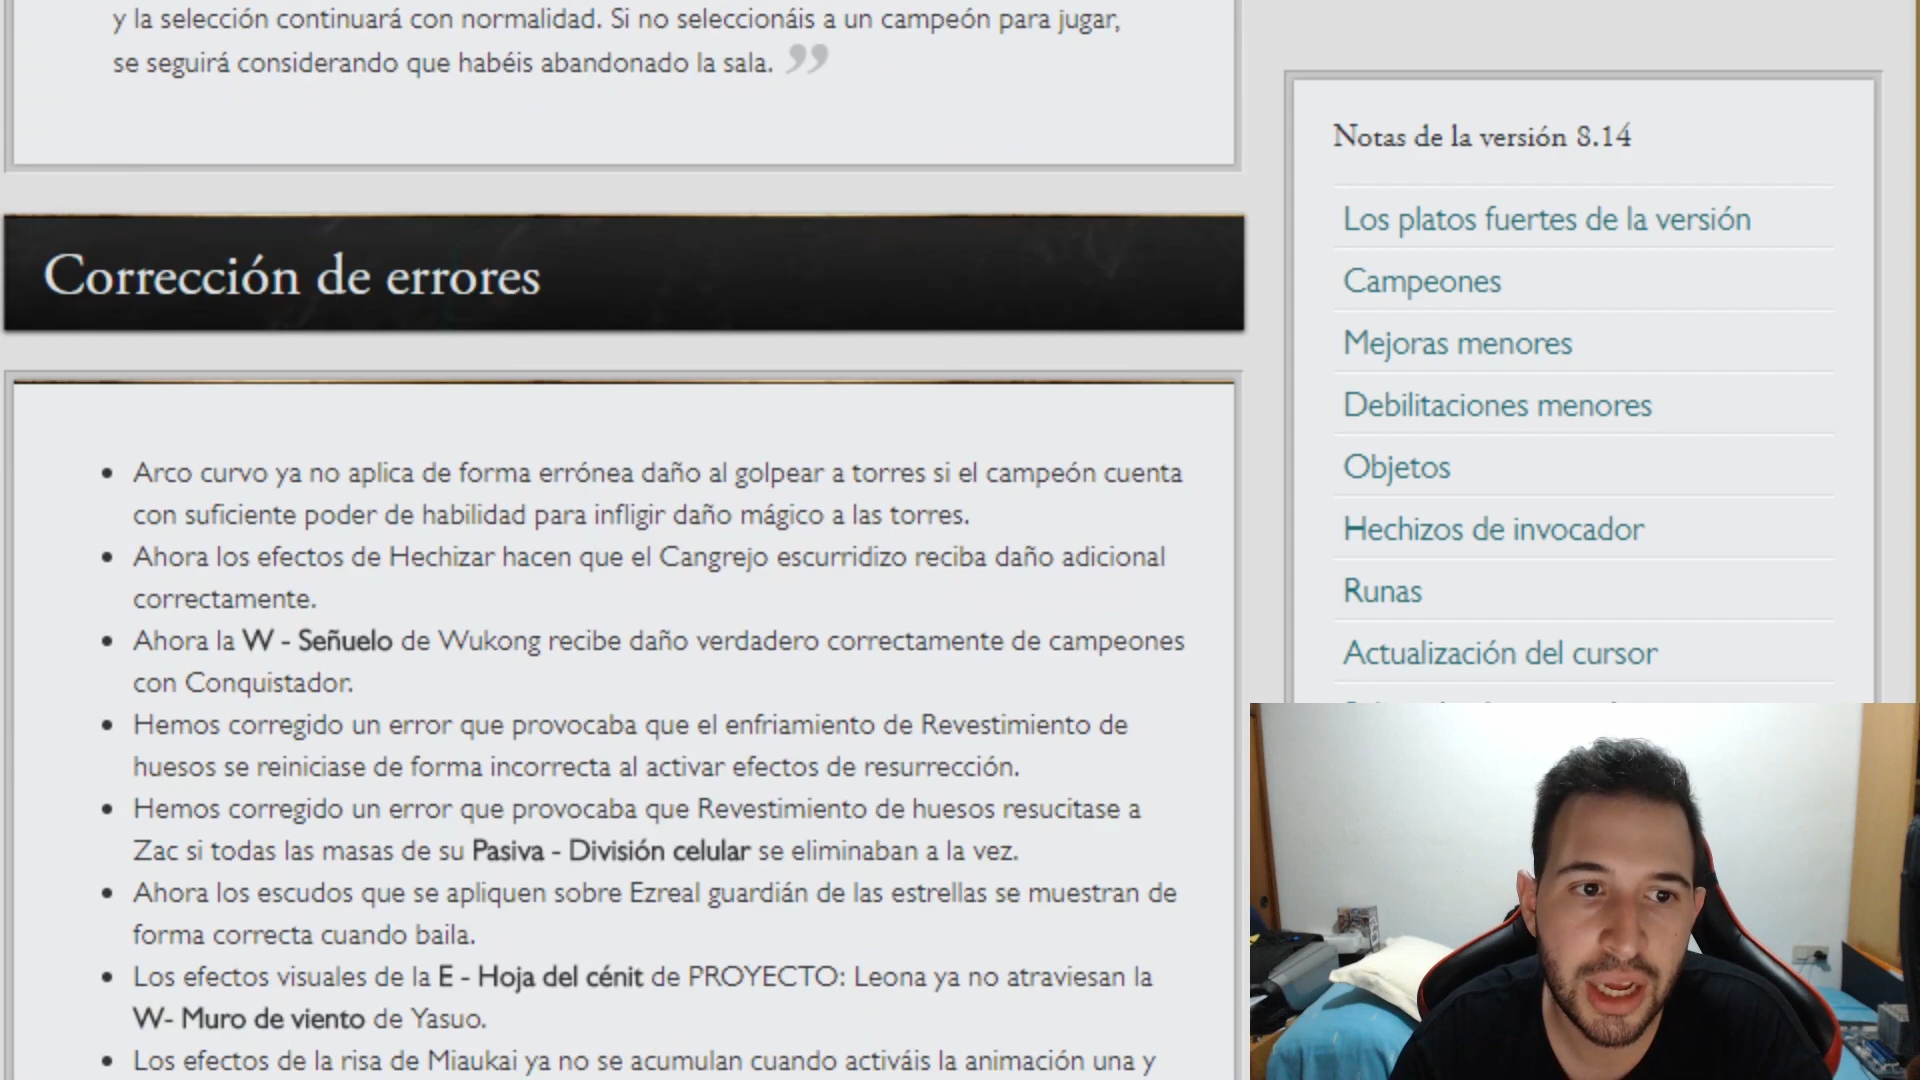 y la selección continuará con normalidad. Si no seleccionáis a un campeón para jugar,
se seguirá considerando que habéis abandonado la sala. ”
Corrección de errores
• Arco curvo ya no aplica de forma errónea daño al golpear a torres si el campeón cuenta
con suficiente poder de habilidad para infligir daño mágico a las torres.
• Ahora los efectos de Hechizar hacen que el Cangrejo escurridizo reciba daño adicional
correctamente.
• Ahora la W - Señuelo de Wukong recibe daño verdadero correctamente de campeones
con Conquistador.
• Hemos corregido un error que provocaba que el enfriamiento de Revestimiento de
huesos se reiniciase de forma incorrecta al activar efectos de resurrección.
• Hemos corregido un error que provocaba que Revestimiento de huesos resucitase a
Zac si todas las masas de su Pasiva - División celular se eliminaban a la vez.
• Ahora los escudos que se apliquen sobre Ezreal guardián de las estrellas se muestran de
forma correcta cuando baila.
• Los efectos visuales de la E - Hoja del cénit de PROYECTO: Leona ya no atraviesan la
W- Muro de viento de Yasuo.
• Los efectos de la risa de Miaukai ya no se acumulan cuando activáis la animación una y
Notas de la versión 8.14
Los platos fuertes de la versión
Campeones
Mejoras menores
Debilitaciones menores
Objetos
Hechizos de invocador
Runas
Actualización del cursor